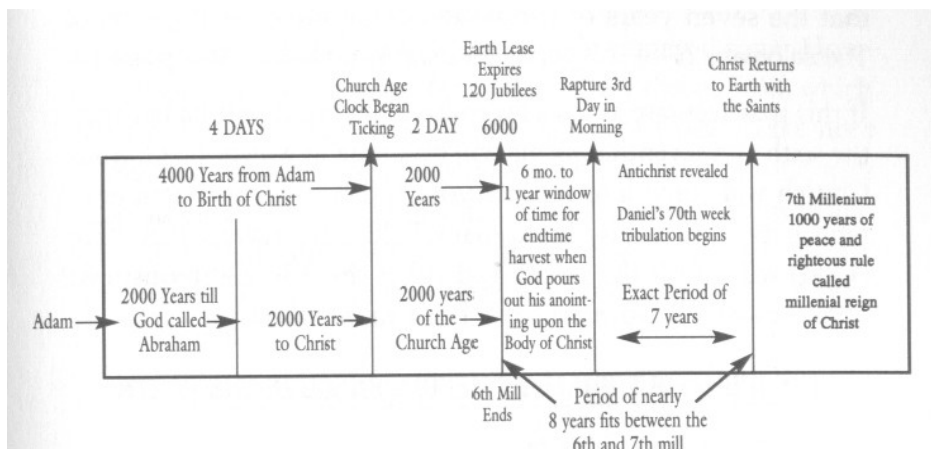 Earth Lease
Expires
120 Jubilees
Church Age
Clock Began
Ticking
Rapture 3rd
Day in
Morning
Christ Returns
to Earth with
the Saints
4 DAYS
2 DAY
6000
4000 Years from Adam
to Birth of Christ
2000
Years
6 mo. to
1 year window
of time for
endtime
harvest when
God pours
out his anoint-
ing upon the
Body of Christ
Antichrist revealed
Daniel's 70th week
tribulation begins
Exact Period of
7 years
7th Millenium
1000 years of
peace and
righteous rule
called
millenial reign
of Christ
Adam
2000 Years till
God called
Abraham
2000 Years
to Christ
2000 years
of the
Church Age
6th Mill
Ends
Period of nearly
8 years fits between the
6th and 7th mill